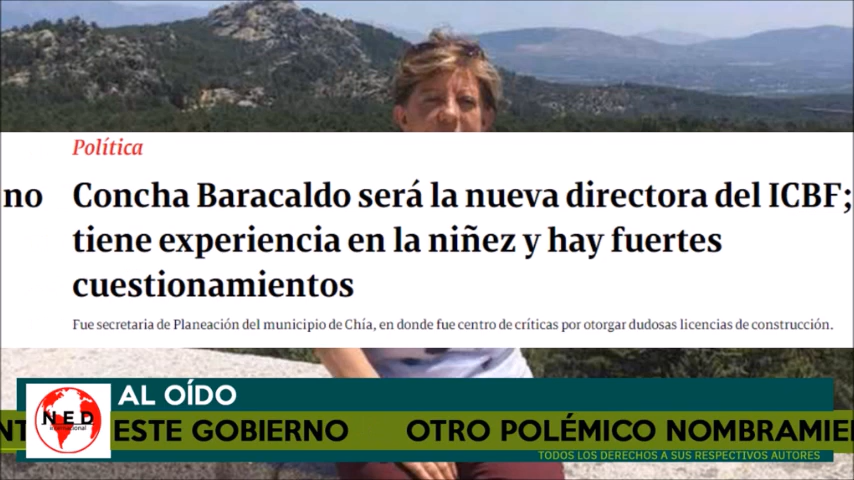 Política
no
Concha Baracaldo será la nueva directora del ICBF;
tiene experiencia en la niñez y hay fuertes
cuestionamientos
Fue secretaria de Planeación del municipio de Chía, en donde fue centro de críticas por otorgar dudosas licencias de construcción.
AL OÍDO
NED
internacional
ESTE GOBIERNO OTRO POLÉMICO
TODOS LOS DERECHOS A SUS RESPECTIVOS AUTORES